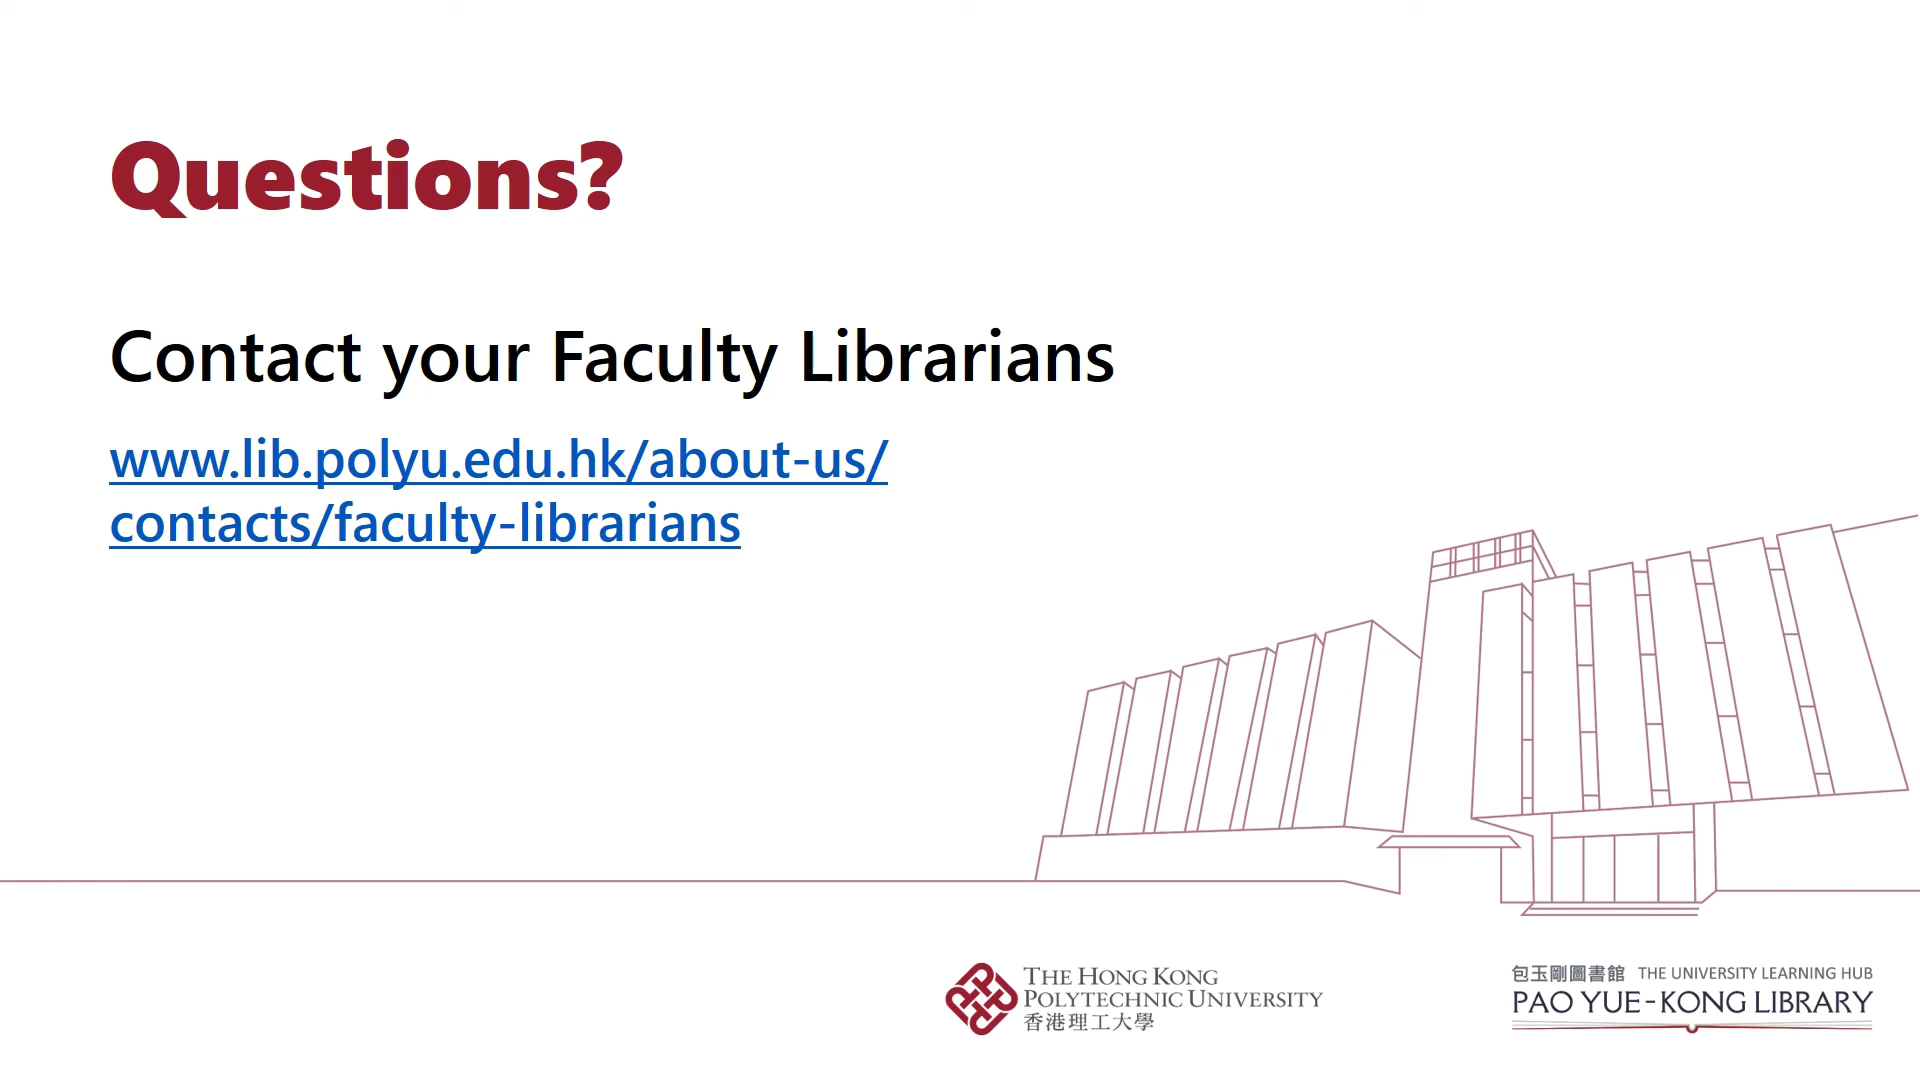 Questions?
Contact your Faculty Librarians
www.lib.polyu.edu.hk/about-us/
contacts/faculty-librarians
THE HONG KONG
POLYTECHNIC UNIVERSITY
香港理工大學
包玉剛圖書館 THE UNIVERSITY LEARNING HUB
PAO YUE-KONG LIBRARY